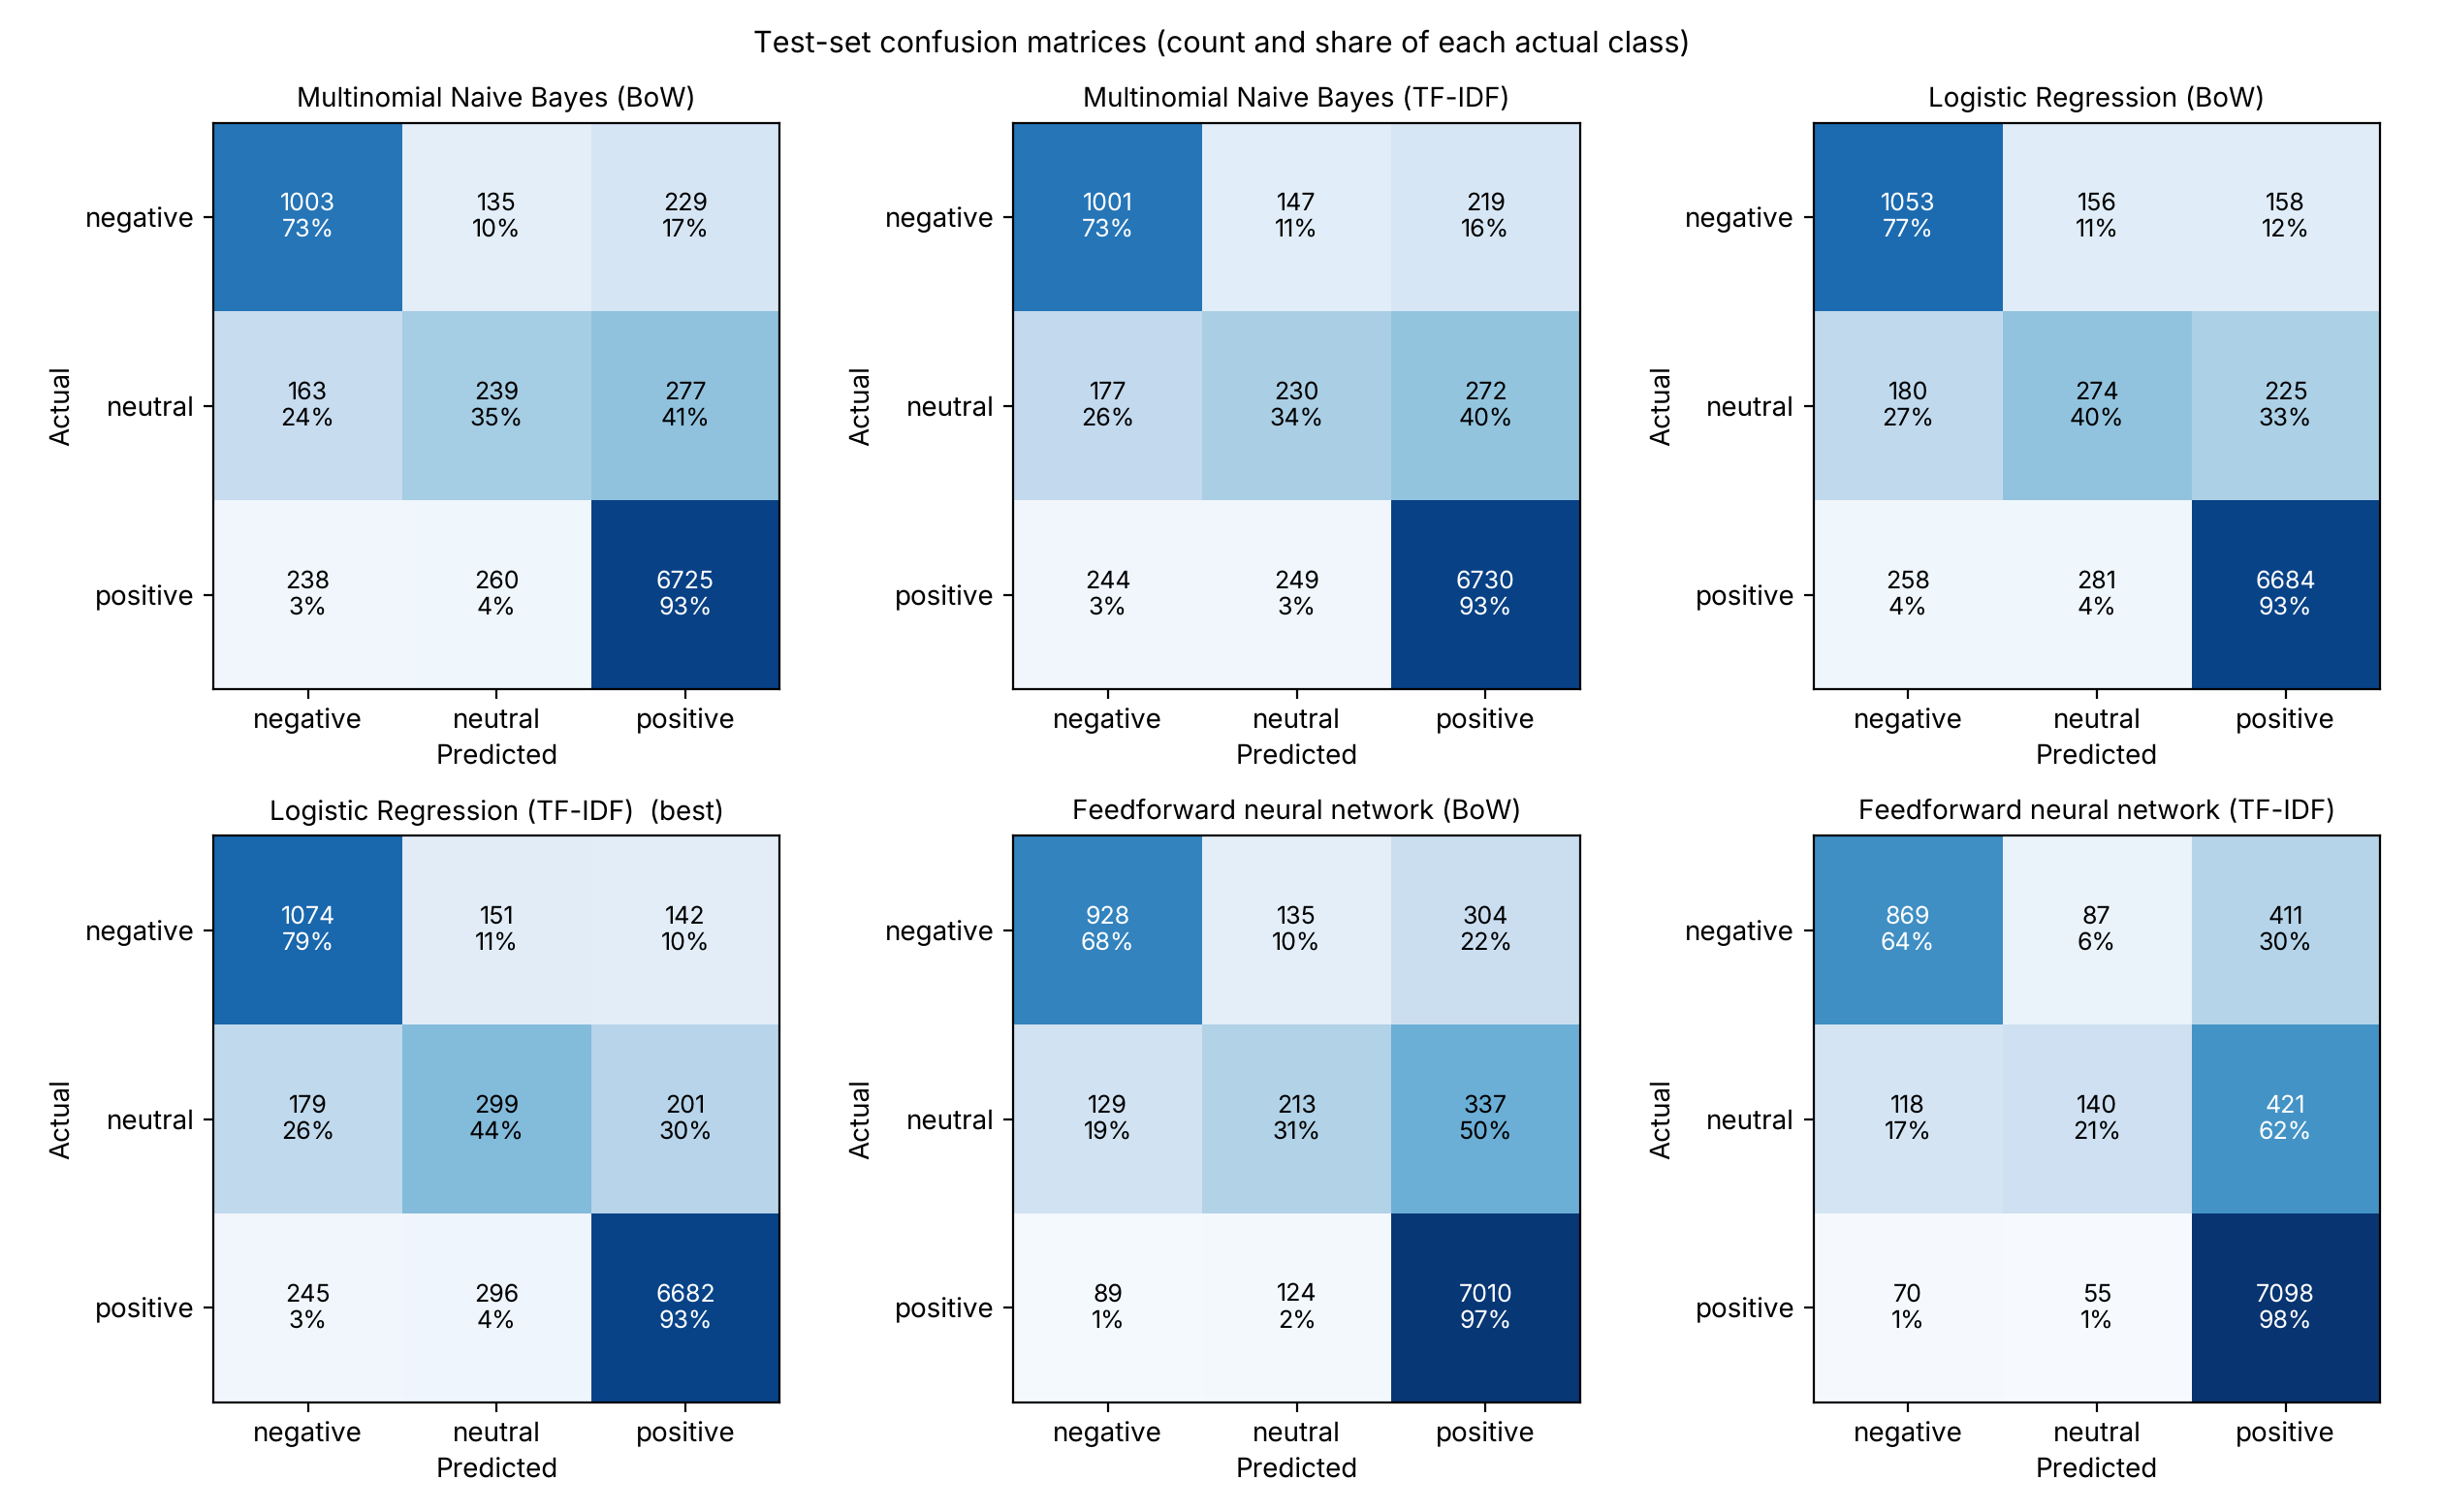 Test-set confusion matrices (count and share of each actual class)
Multinomial Naive Bayes (BoW)
Actual
negative
neutral
positive
1003
73%
135
10%
229
17%
163
24%
239
35%
277
41%
238
3%
260
4%
6725
93%
negative
neutral
positive
Predicted
Multinomial Naive Bayes (TF-IDF)
Actual
negative
neutral
positive
1001
73%
147
11%
219
16%
177
26%
230
34%
272
40%
244
3%
249
3%
6730
93%
negative
neutral
positive
Predicted
Logistic Regression (BoW)
Actual
negative
neutral
positive
1053
77%
156
11%
158
12%
180
27%
274
40%
225
33%
258
4%
281
4%
6684
93%
negative
neutral
positive
Predicted
Logistic Regression (TF-IDF)  (best)
Actual
negative
neutral
positive
1074
79%
151
11%
142
10%
179
26%
299
44%
201
30%
245
3%
296
4%
6682
93%
negative
neutral
positive
Predicted
Feedforward neural network (BoW)
Actual
negative
neutral
positive
928
68%
135
10%
304
22%
129
19%
213
31%
337
50%
89
1%
124
2%
7010
97%
negative
neutral
positive
Predicted
Feedforward neural network (TF-IDF)
Actual
negative
neutral
positive
869
64%
87
6%
411
30%
118
17%
140
21%
421
62%
70
1%
55
1%
7098
98%
negative
neutral
positive
Predicted